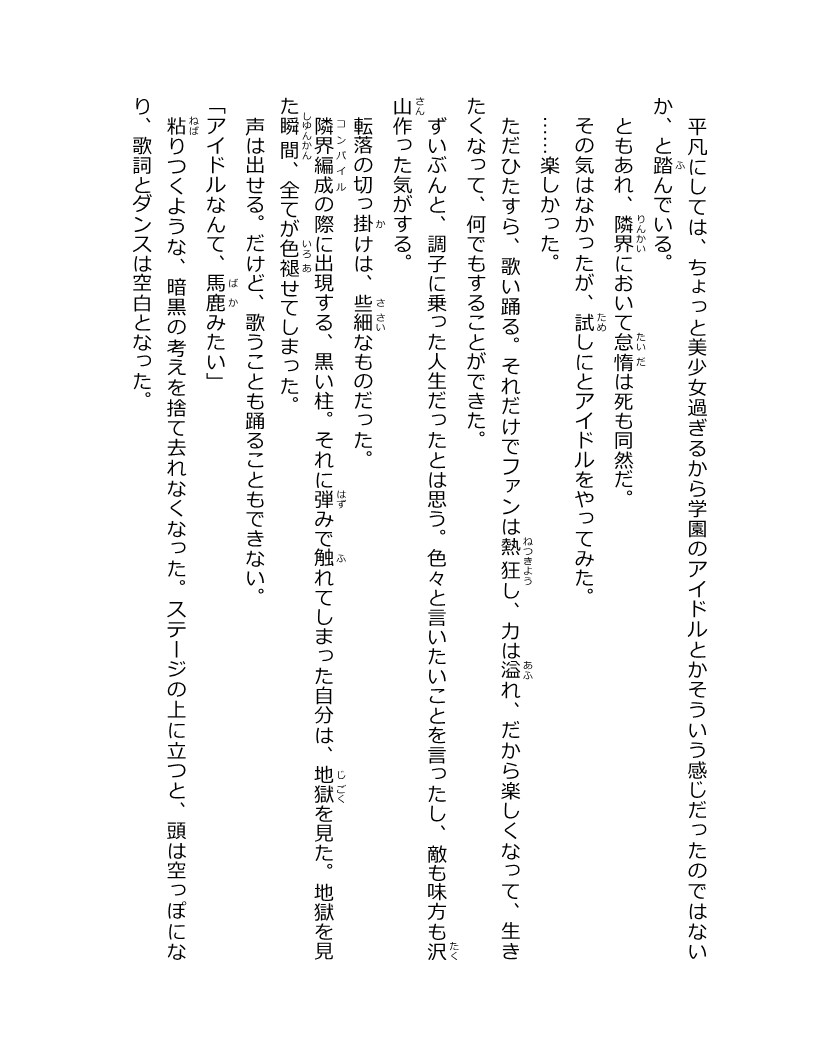 平凡にしては、ちょっと美少女過ぎるから学園のアイドルとかそういう感じだったのではない
か、と踏んでいる。
ともあれ、隣界において怠惰は死も同然だ。
その気はなかったが、試しにとアイドルをやってみた。
……楽しかった。
ただひたすら、歌い踊る。それだけでファンは熱狂し、力は溢れ、だから楽しくなって、生き
たくなって、何でもすることができた。
ずいぶんと、調子に乗った人生だったとは思う。色々と言いたいことを言ったし、敵も味方も沢
山作った気がする。
転落の切っ掛けは、些細なものだった。
隣界編成の際に出現する、黒い柱。それに弾みで触れてしまった自分は、地獄を見た。地獄を見
た瞬間、全てが色褪せてしまった。
声は出せる。だけど、歌うことも踊ることもできない。
「アイドルなんて、馬鹿みたい」
粘りつくような、暗黒の考えを捨て去れなくなった。ステージの上に立つと、頭は空っぽにな
り、歌詞とダンスは空白となった。